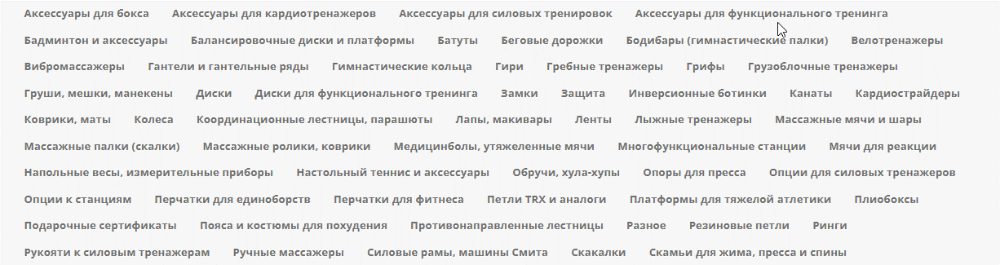 Аксессуары для бокса Аксессуары для кардиотренажеров Аксессуары для силовых тренировок Аксессуары для функционального тренинга
Бадминтон и аксессуары Балансировочные диски и платформы Батуты Беговые дорожки Бодибары (гимнастические палки) Велотренажеры
Вибромассажеры Гантели и гантельные ряды Гимнастические кольца Гири Гребные тренажеры Грифы Грузоблочные тренажеры
Груши, мешки, манекены Диски Диски для функционального тренинга Замки Защита Инверсионные ботинки Канаты Кардиострайдеры
Коврики, маты Колеса Координационные лестницы, парашюты Лапы, макивары Ленты Лыжные тренажеры Массажные мячи и шары
Массажные палки (скалки) Массажные ролики, коврики Медицинболы, утяжеленные мячи Многофункциональные станции Мячи для реакции
Напольные весы, измерительные приборы Настольный теннис и аксессуары Обручи, хула-хупы Опоры для пресса Опции для силовых тренажеров
Опции к станциям Перчатки для единоборств Перчатки для фитнеса Петли TRX и аналоги Платформы для тяжелой атлетики Плиобоксы
Подарочные сертификаты Пояса и костюмы для похудения Противонаправленные лестницы Разное Резиновые петли Ринги
Рукояти к силовым тренажерам Ручные массажеры Силовые рамы, машины Смита Скакалки Скамьи для жима, пресса и спины